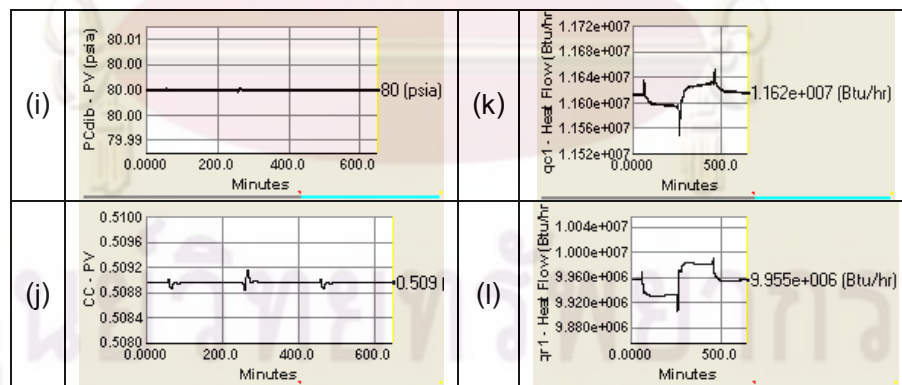 (i)
PCdib - PV (psia)
80.01
80.00
80.00
80.00
79.99
0.0000 200.0 400.0 600.0
Minutes
80 (psia)
(k)
qc1 - Heat Flow (Btu/hr)
1.172e+007
1.168e+007
1.164e+007
1.160e+007
1.156e+007
1.152e+007
0.0000 500.0
Minutes
1.162e+007 (Btu/hr)
(j)
CC - PV
0.5100
0.5096
0.5092
0.5088
0.5084
0.5080
0.0000 200.0 400.0 600.0
Minutes
0.509
(l)
qr1 - Heat Flow (Btu/hr)
1.004e+007
1.000e+007
9.960e+006
9.920e+006
9.880e+006
0.0000 500.0
Minutes
9.955e+006 (Btu/hr)